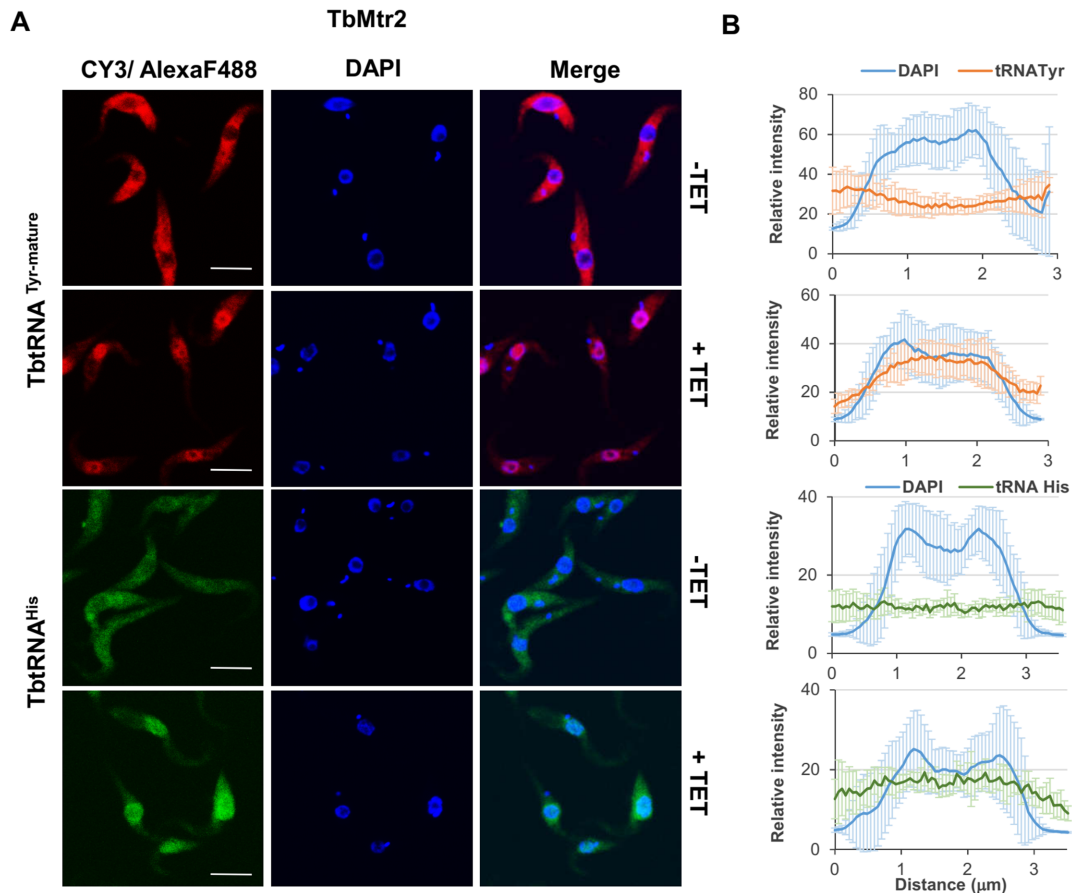 A
TbMtr2
B
CY3/ AlexaF488
DAPI
Merge
TbtRNA Tyr-mature
-TET
+ TET
TbtRNAHis
-TET
+ TET
DAPI
tRNATyr
Relative intensity
80
60
40
20
0
0
1
2
3
Relative intensity
60
40
20
0
0
1
2
3
DAPI
tRNA His
Relative intensity
40
20
0
0
1
2
3
Relative intensity
40
20
0
0
1
2
3
Distance (µm)